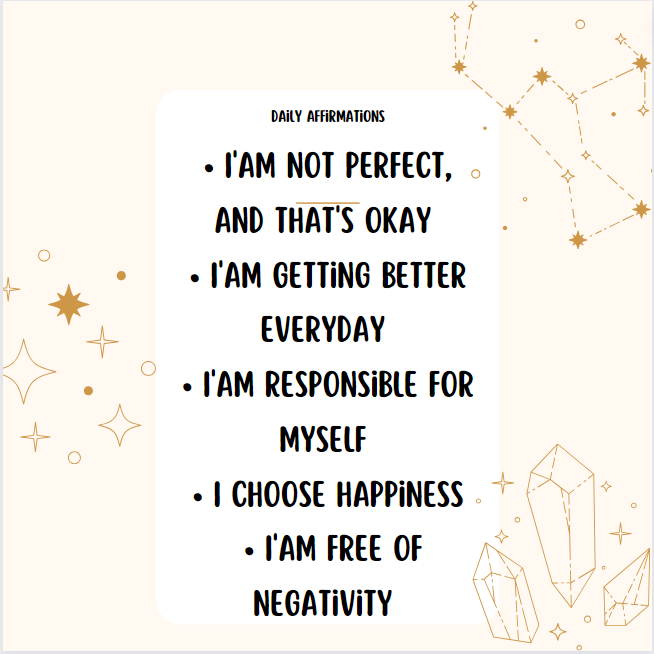 DAILY AFFIRMATIONS
• I'AM NOT PERFECT,
AND THAT'S OKAY
• I'AM GETTING BETTER
EVERYDAY
• I'AM RESPONSIBLE FOR
MYSELF
• I CHOOSE HAPPINESS
• I'AM FREE OF
NEGATIVITY